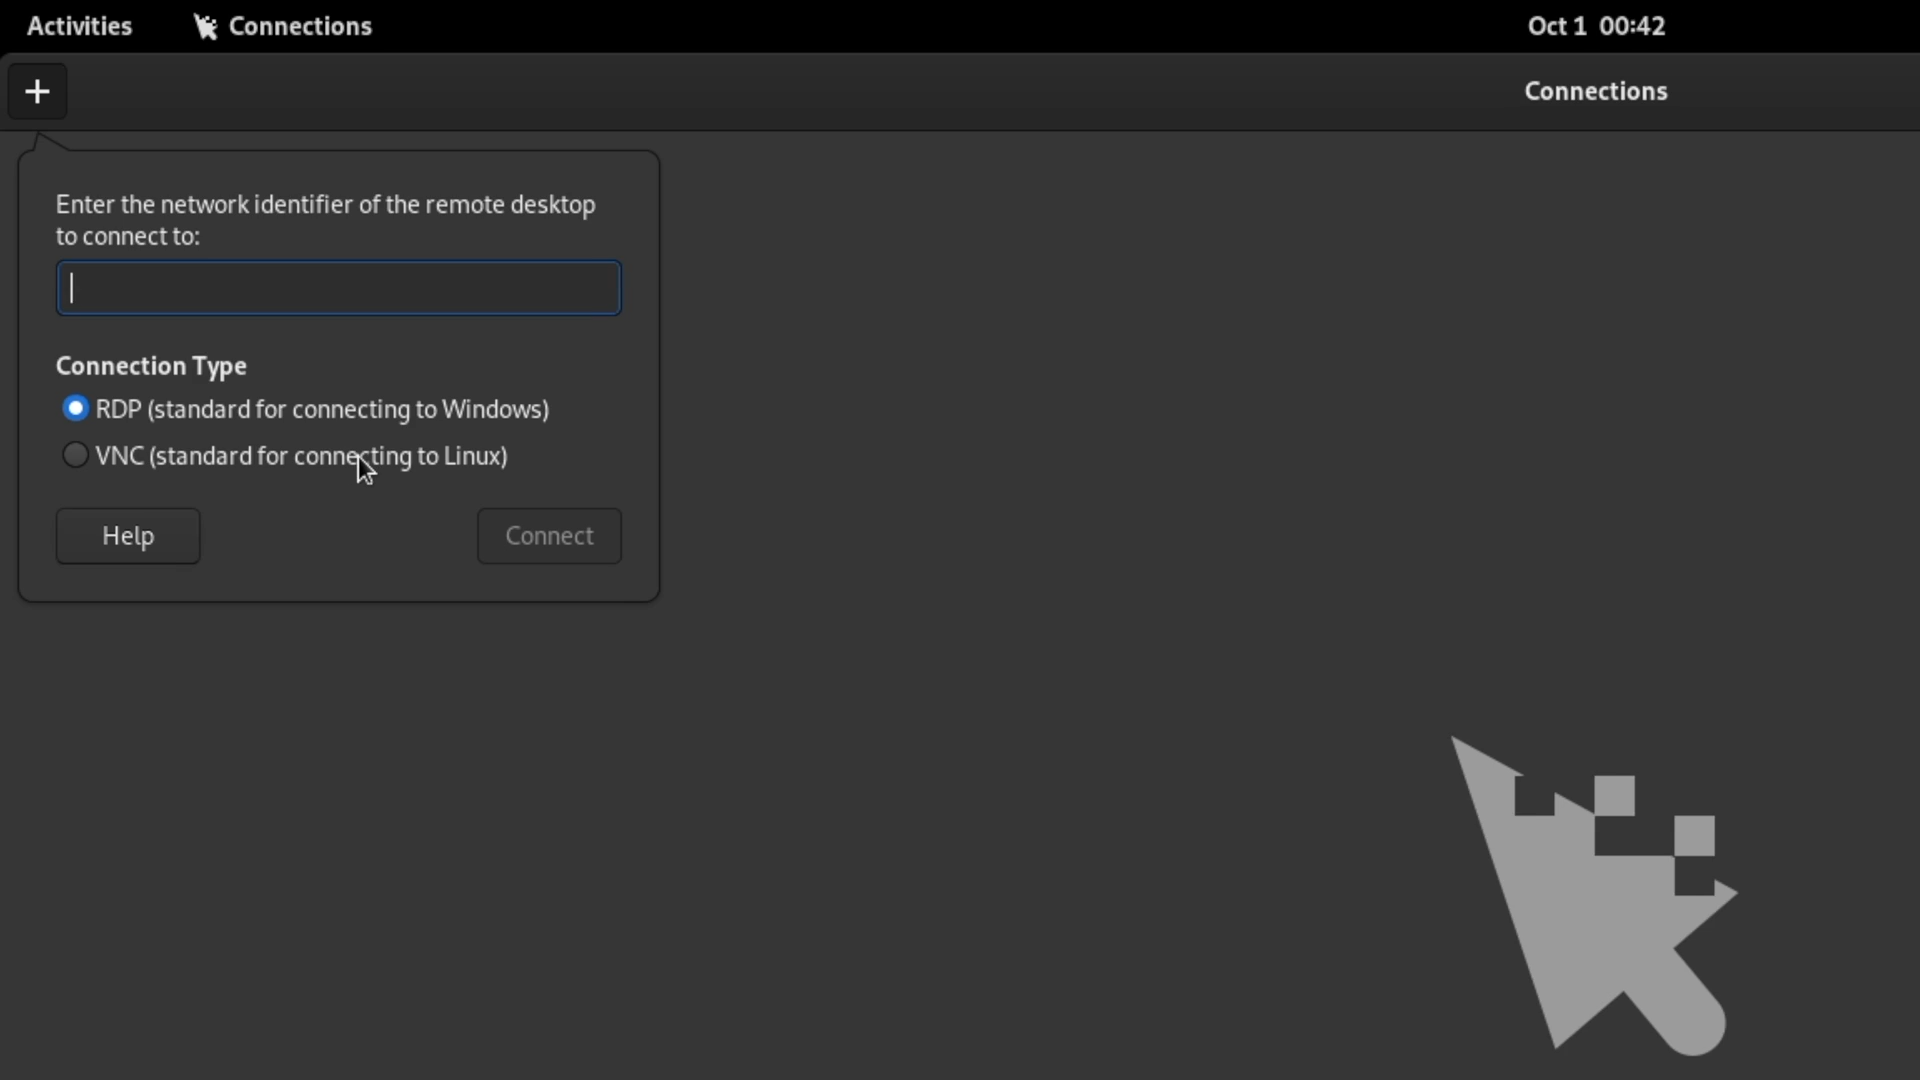 Activities
Connections
Oct 1 00:42
+
Connections
Enter the network identifier of the remote desktop
to connect to:
Connection Type
RDP (standard for connecting to Windows)
VNC (standard for connecting to Linux)
Help
Connect